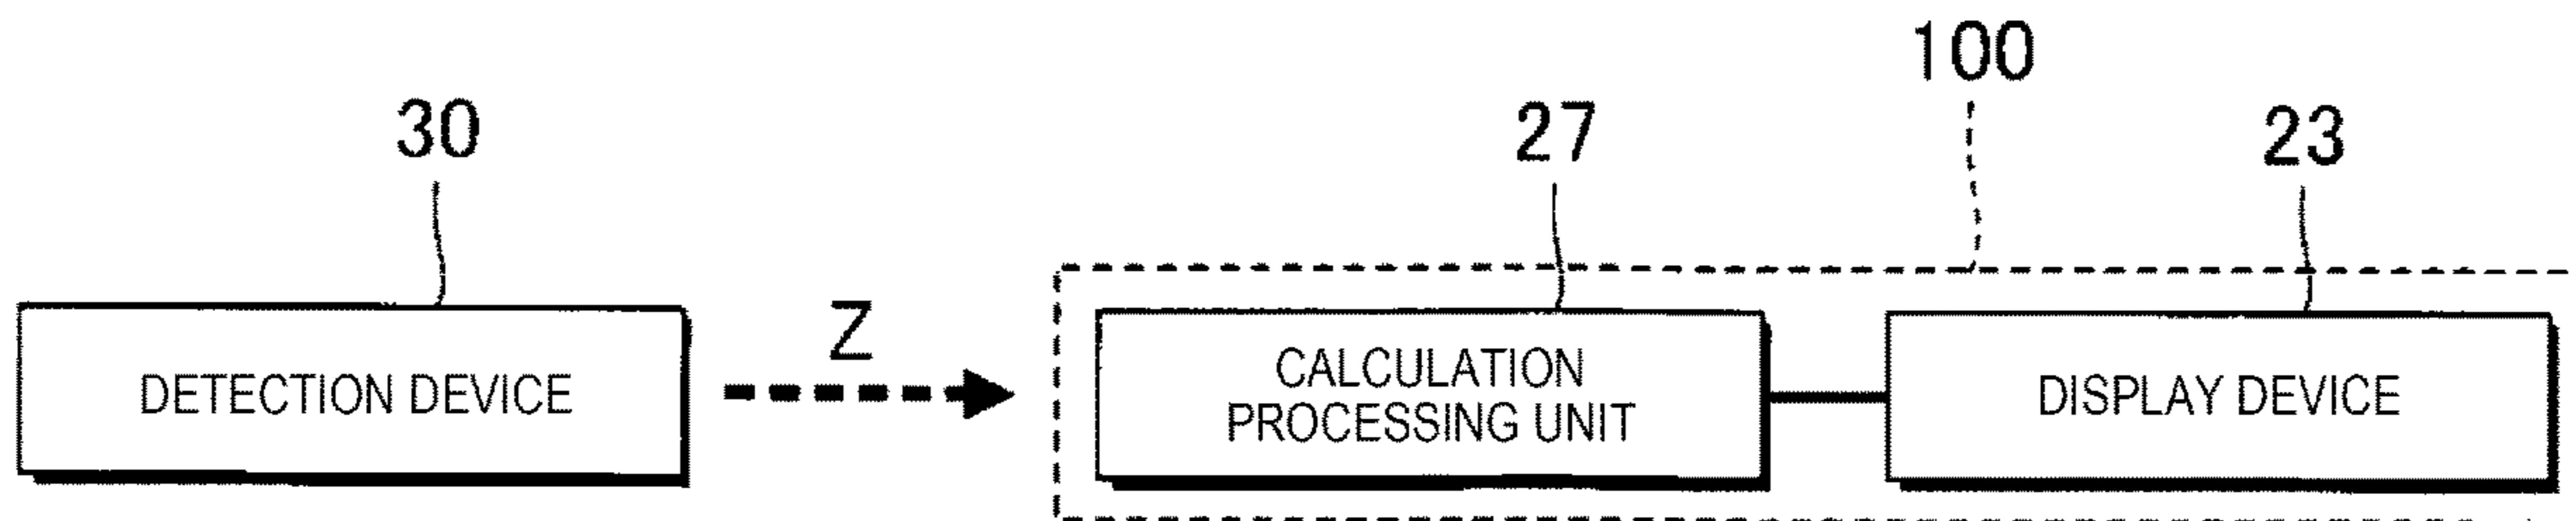 100
30
27
23
Z
DETECTION DEVICE
CALCULATION
PROCESSING UNIT
DISPLAY DEVICE